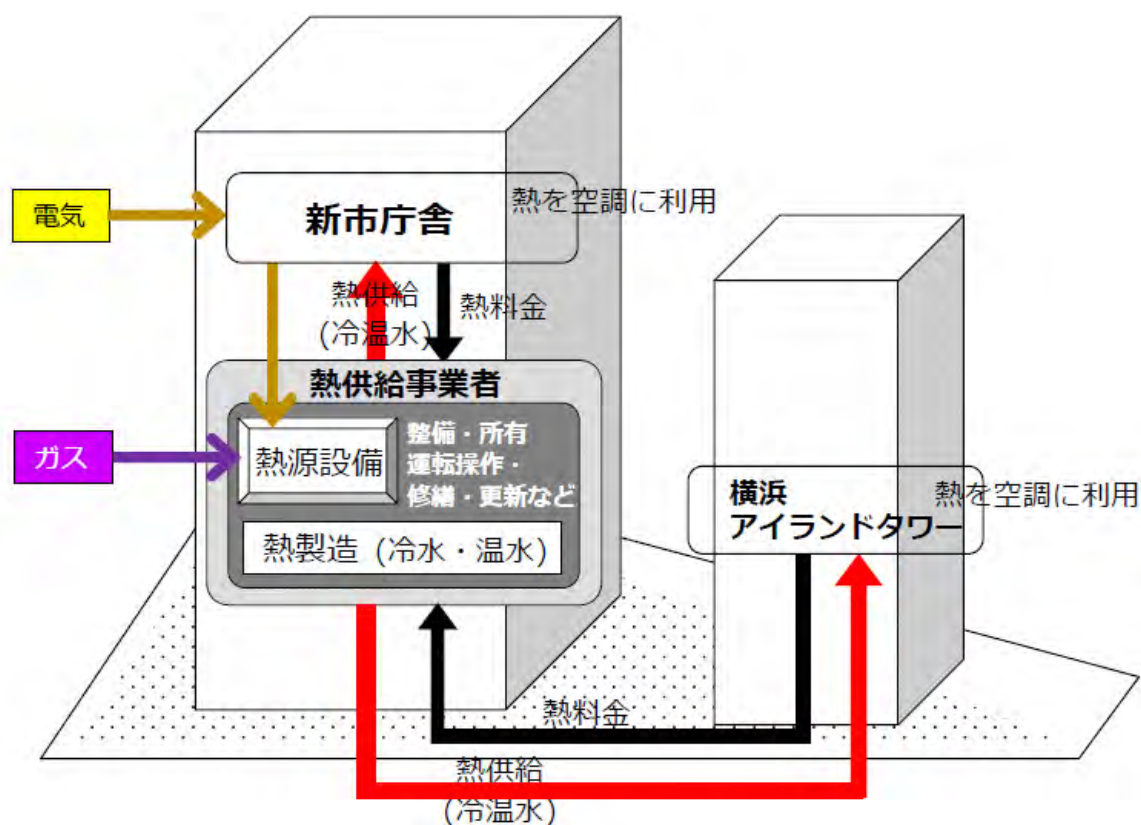 電気
新市庁舎
熱を空調に利用
熱供給
(冷温水)
熱料金
熱供給事業者
ガス
熱源設備
整備・所有
運転操作・
修繕・更新など
熱製造 (冷水・温水)
横浜
アイランドタワー
熱を空調に利用
熱料金
熱供給
(冷温水)